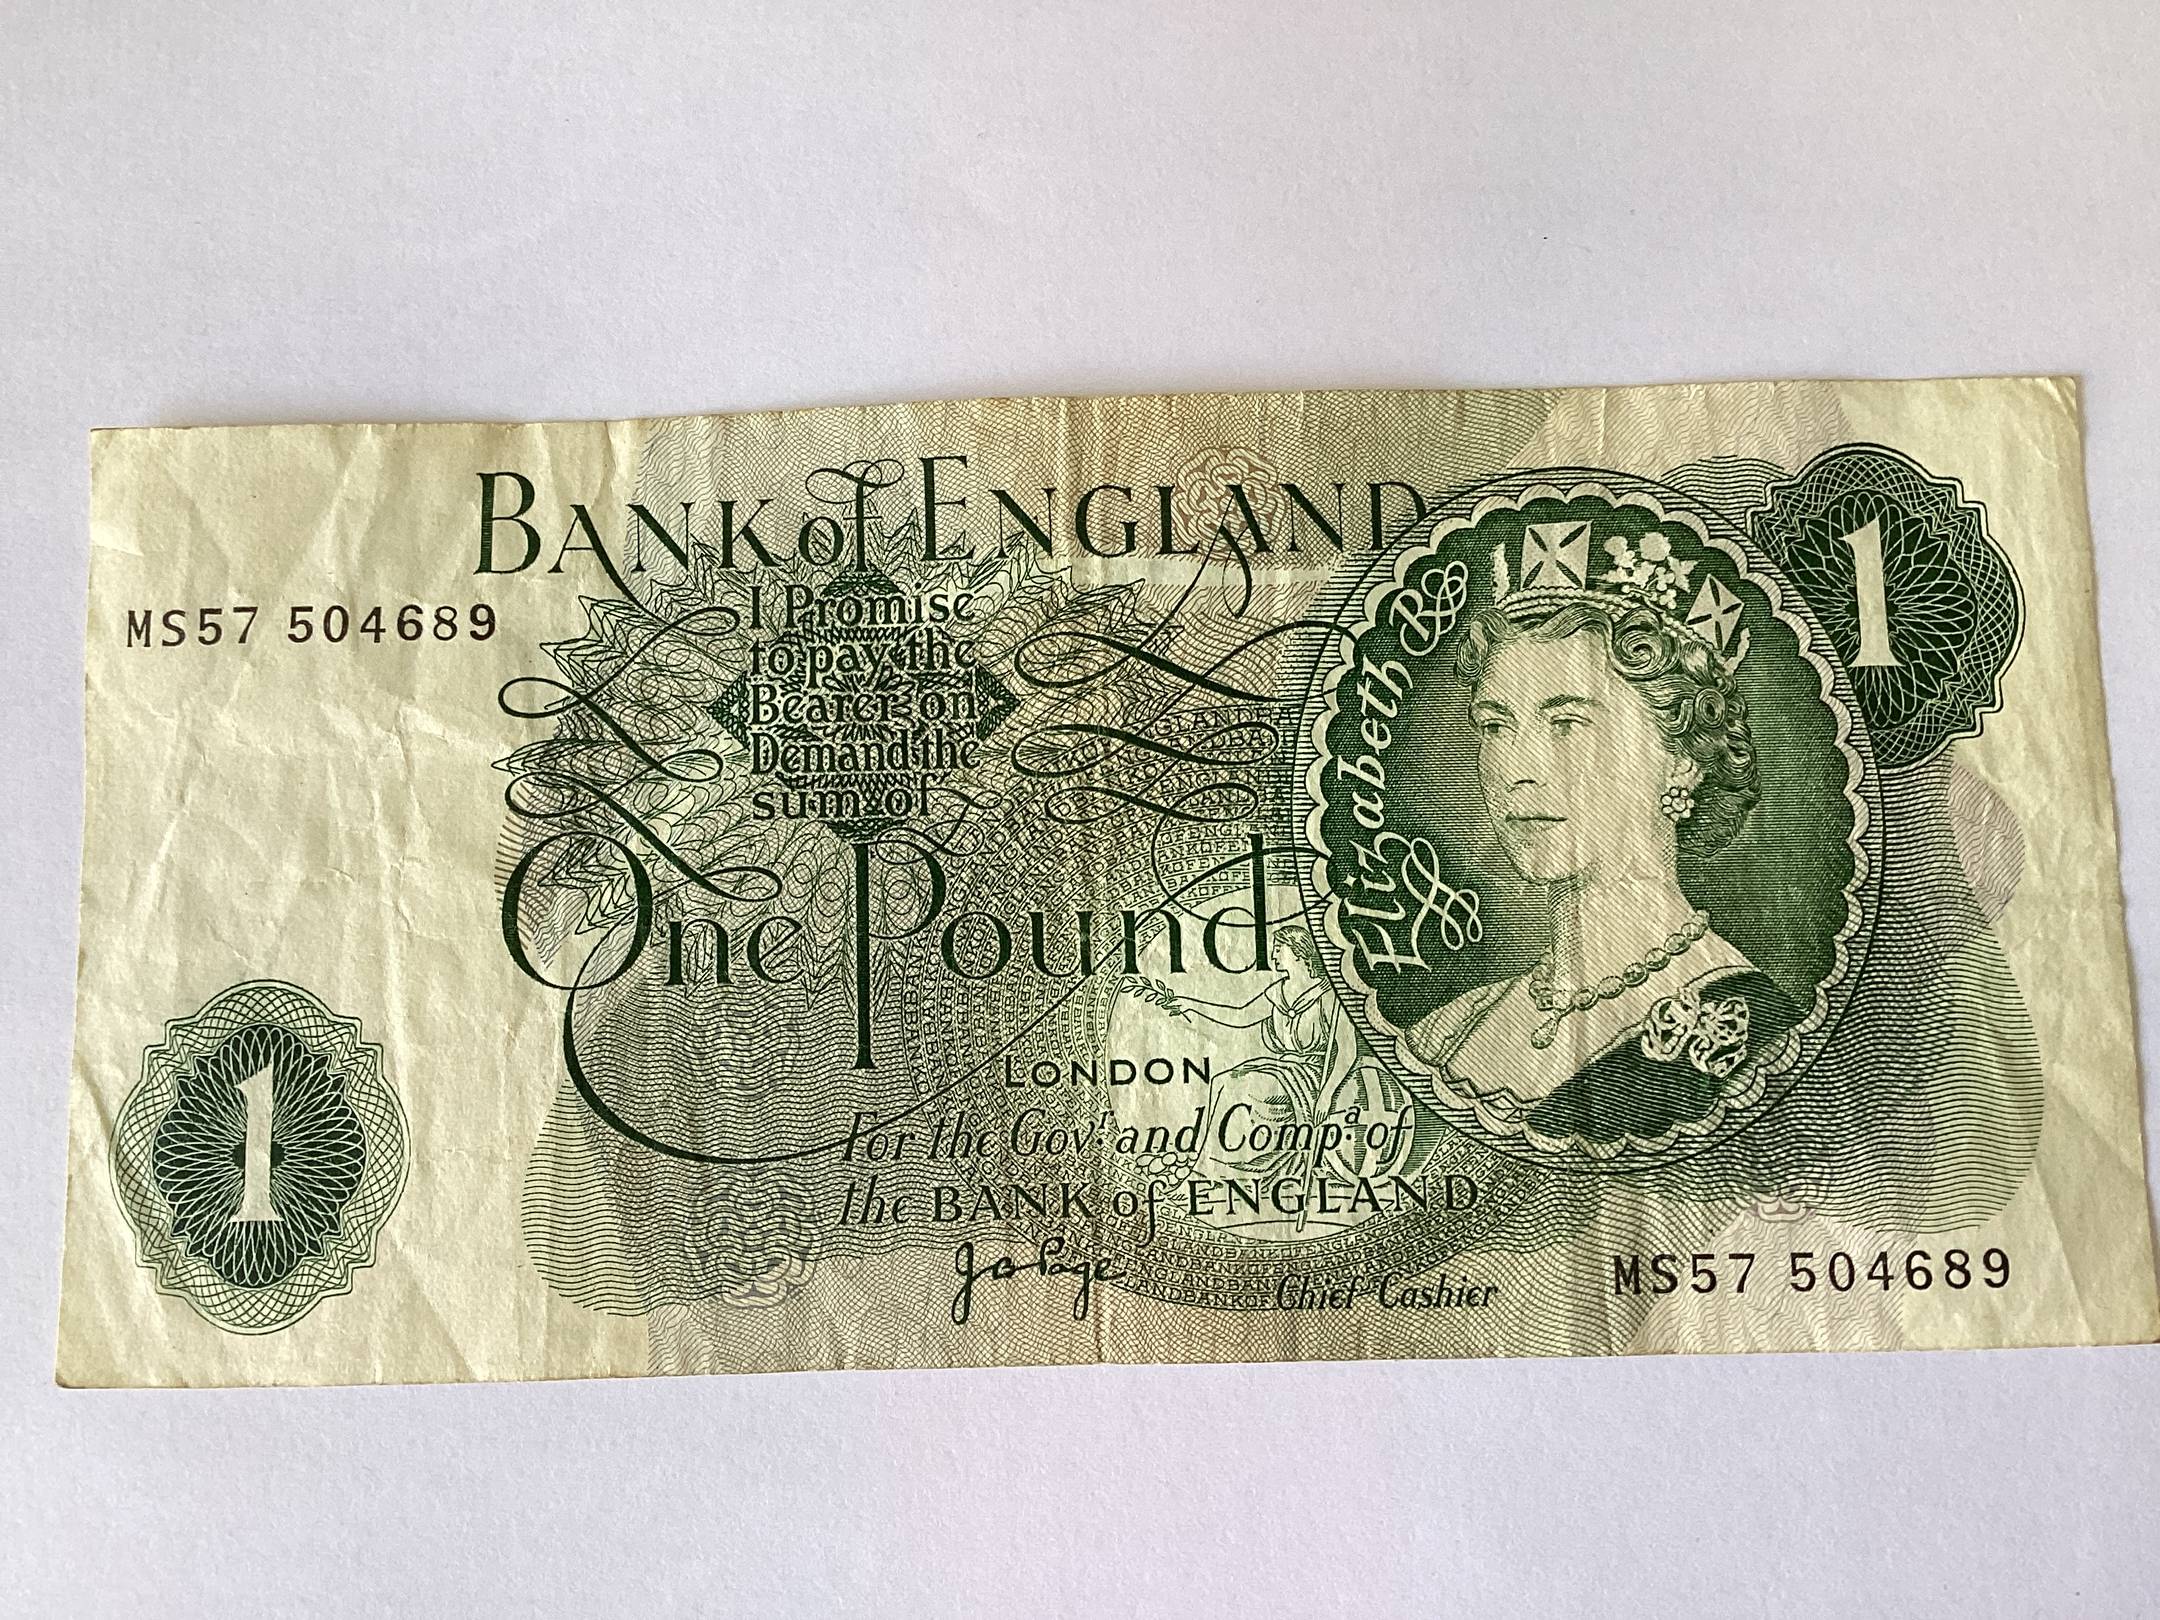 BANK of ENGLAND
1
MS57 504689
I Promise
to pay the
Bearer on
Demand the
sum of
One Pound
Elizabeth R
LONDON
For the Govr. and Compa. of
the BANK of ENGLAND
J B Page
Chief Cashier
1
MS57 504689